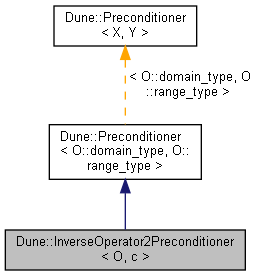 Dune::Preconditioner
< X, Y >
< O::domain_type, O
::range_type >
Dune::Preconditioner
< O::domain_type, O::
range_type >
Dune::InverseOperator2Preconditioner
< O, c >